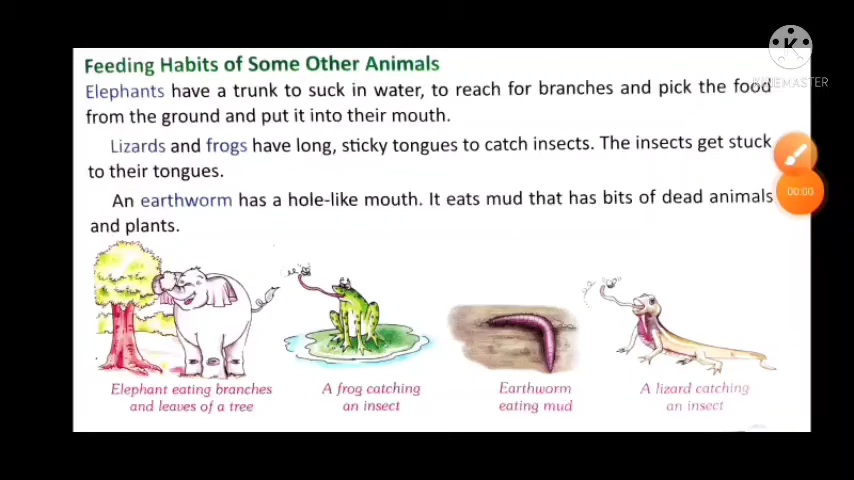 Feeding Habits of Some Other Animals
Elephants have a trunk to suck in water, to reach for branches and pick the food
from the ground and put it into their mouth.
Lizards and frogs have long, sticky tongues to catch insects. The insects get stuck
to their tongues.
An earthworm has a hole-like mouth. It eats mud that has bits of dead animals
and plants.
Elephant eating branches
and leaves of a tree
A frog catching
an insect
Earthworm
eating mud
A lizard catching
an insect
K
KINEMASTER
00:00